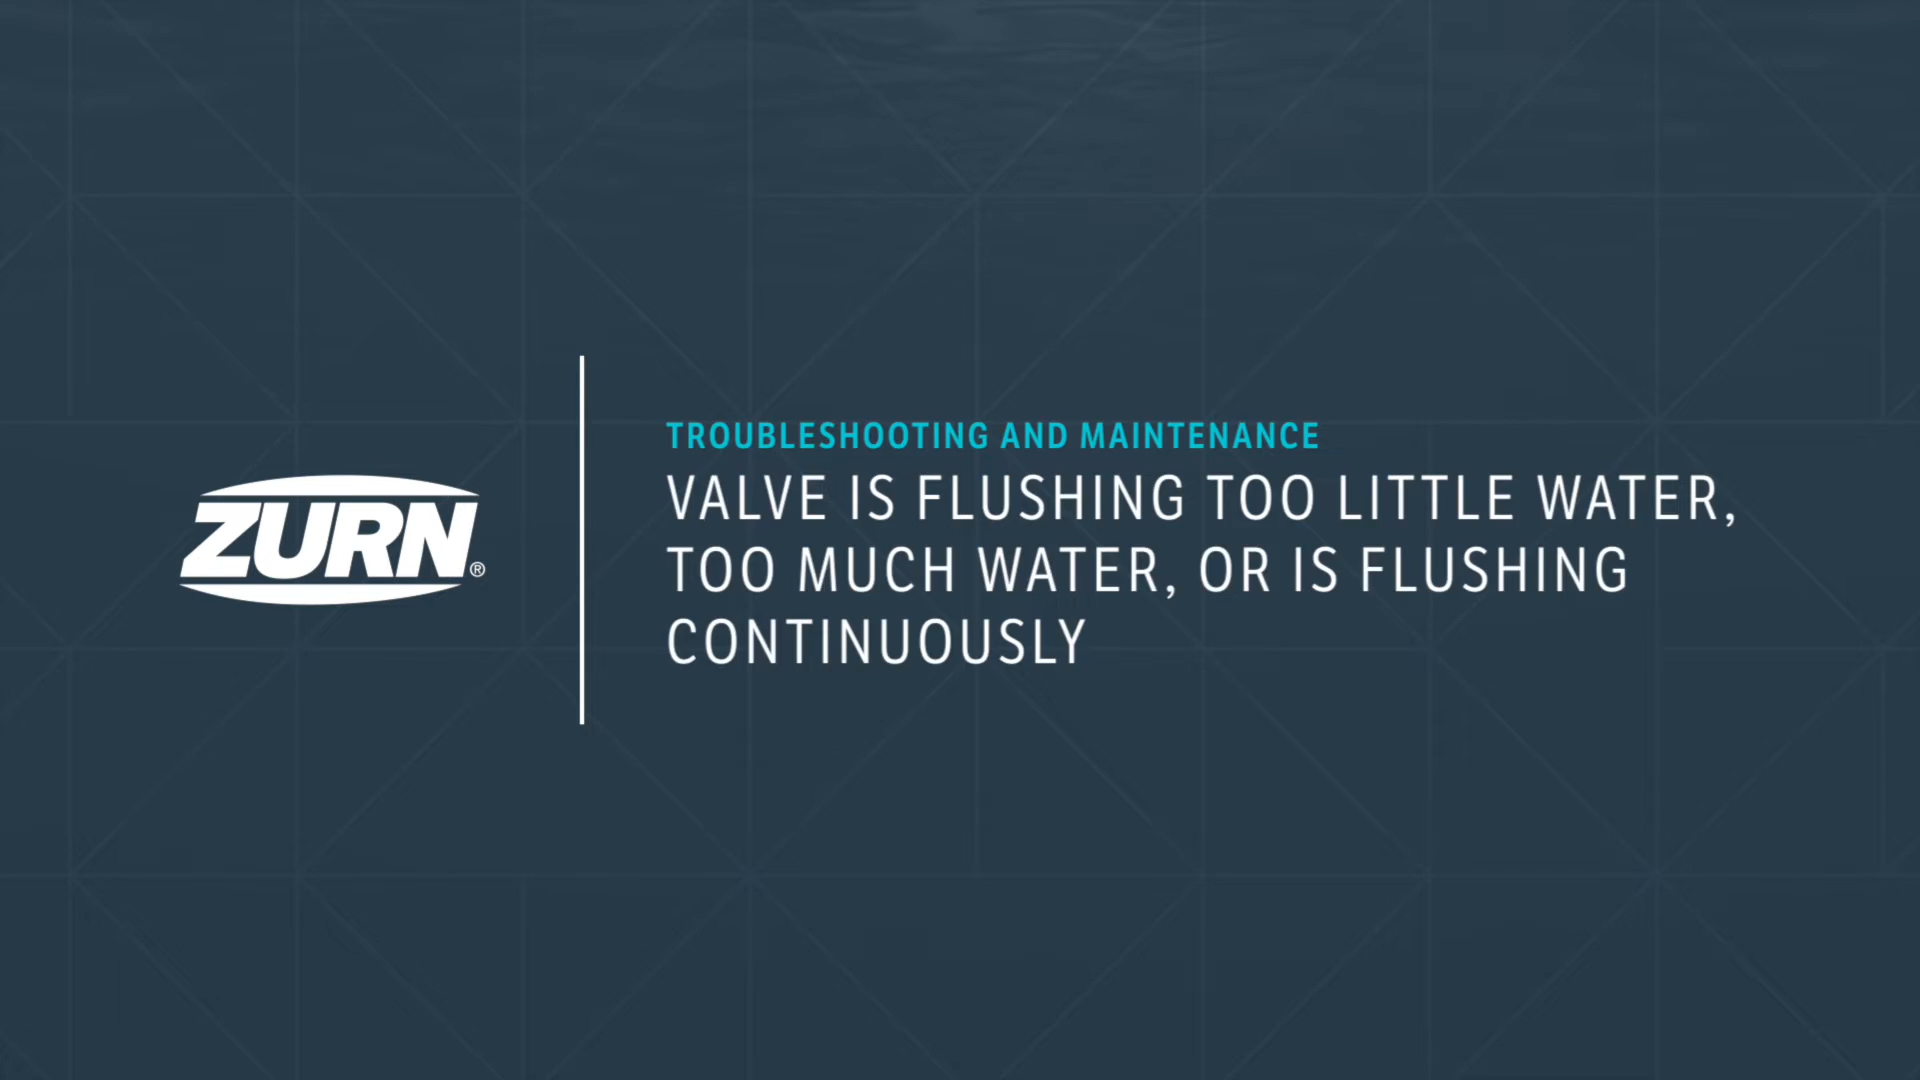 ZURN®
TROUBLESHOOTING AND MAINTENANCE
VALVE IS FLUSHING TOO LITTLE WATER,
TOO MUCH WATER, OR IS FLUSHING
CONTINUOUSLY